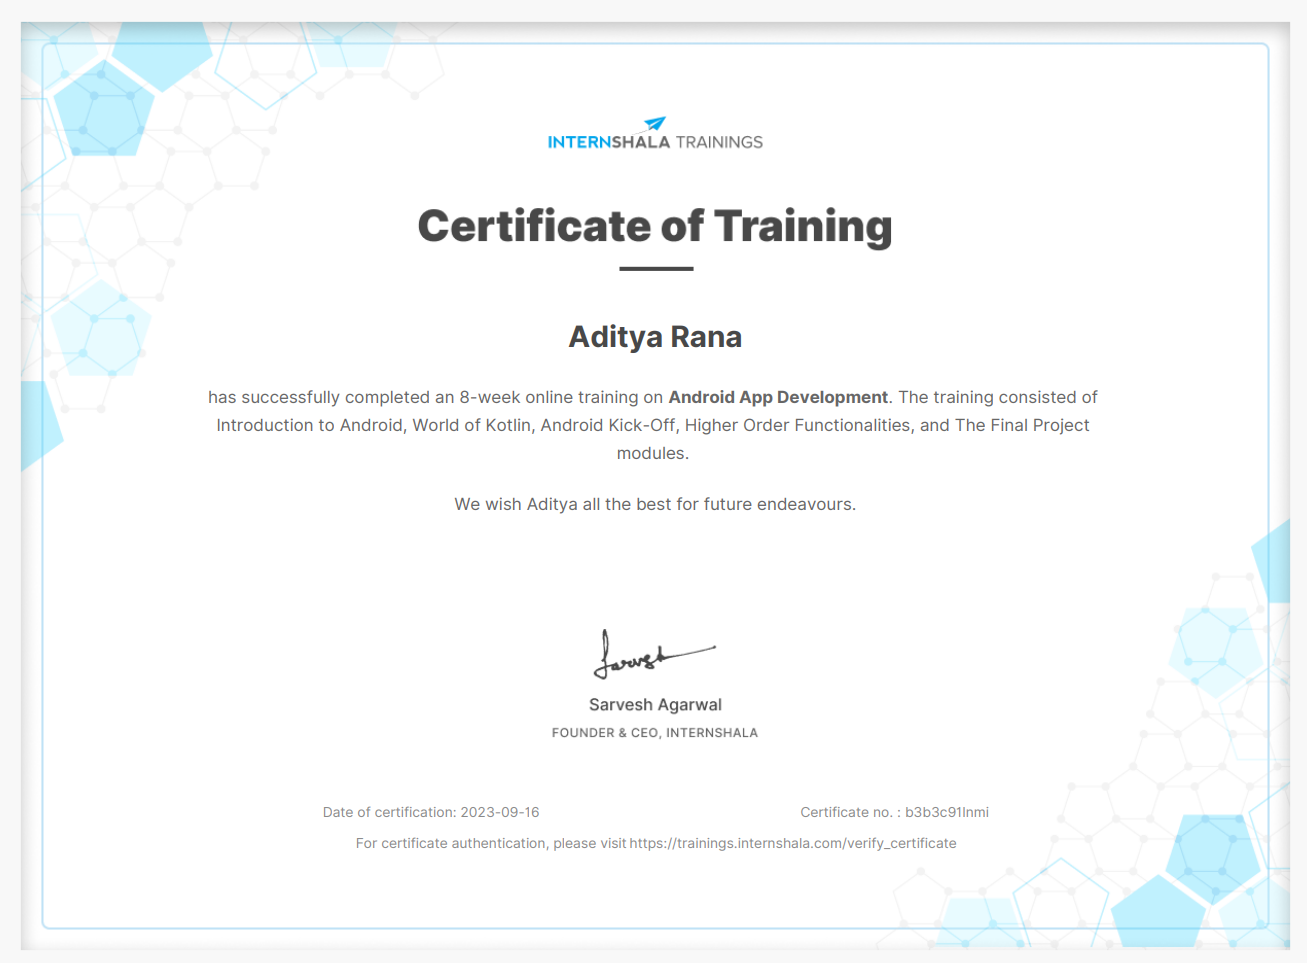 INTERNSHALA TRAININGS
Certificate of Training
Aditya Rana
has successfully completed an 8-week online training on Android App Development. The training consisted of
Introduction to Android, World of Kotlin, Android Kick-Off, Higher Order Functionalities, and The Final Project
modules.
We wish Aditya all the best for future endeavours.
Sarvesh
Sarvesh Agarwal
FOUNDER & CEO, INTERNSHALA
Date of certification: 2023-09-16
Certificate no. : b3b3c91lnmi
For certificate authentication, please visit https://trainings.internshala.com/verify_certificate